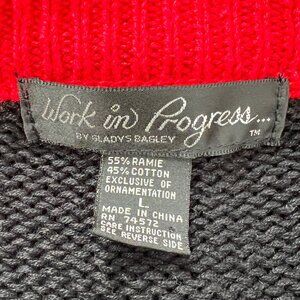 Work in Progress...
BY GLADYS BAGLEY
TM
55% RAMIE
45% COTTON
EXCLUSIVE OF
ORNAMENTATION
L
MADE IN CHINA
RN 74572
CARE INSTRUCTION
SEE REVERSE SIDE